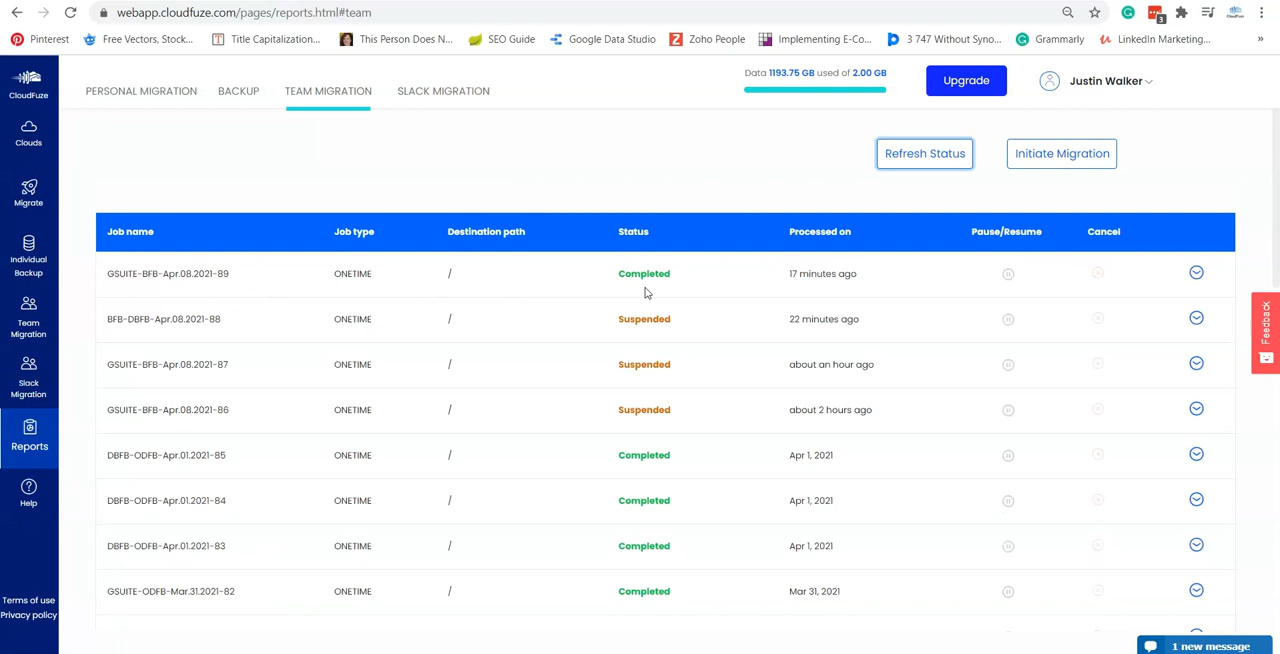 webapp.cloudfuze.com/pages/reports.html#team
3
CloudFuze
Pinterest Free Vectors, Stock... Title Capitalization... This Person Does N... SEO Guide Google Data Studio Zoho People Implementing E-Co... 3 747 Without Syno... Grammarly LinkedIn Marketing... »
CloudFuze
PERSONAL MIGRATION BACKUP TEAM MIGRATION SLACK MIGRATION
Data 1193.75 GB used of 2.00 GB
Upgrade
Justin Walker
Clouds
Migrate
Individual
Backup
Team
Migration
Slack
Migration
Reports
Help
Terms of use
Privacy policy
Refresh Status Initiate Migration
Job name Job type Destination path Status Processed on Pause/Resume Cancel
GSUITE-BFB-Apr.08.2021-89 ONETIME / Completed 17 minutes ago
BFB-DBFB-Apr.08.2021-88 ONETIME / Suspended 22 minutes ago
GSUITE-BFB-Apr.08.2021-87 ONETIME / Suspended about an hour ago
GSUITE-BFB-Apr.08.2021-86 ONETIME / Suspended about 2 hours ago
DBFB-ODFB-Apr.01.2021-85 ONETIME / Completed Apr 1, 2021
DBFB-ODFB-Apr.01.2021-84 ONETIME / Completed Apr 1, 2021
DBFB-ODFB-Apr.01.2021-83 ONETIME / Completed Apr 1, 2021
GSUITE-ODFB-Mar.31.2021-82 ONETIME / Completed Mar 31, 2021
Feedback
1 new message